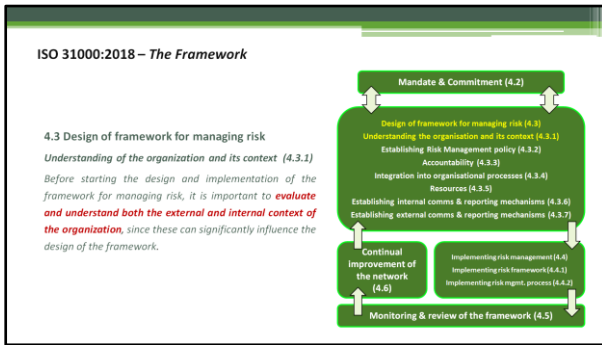 ISO 31000:2018 – The Framework
4.3 Design of framework for managing risk
Understanding of the organization and its context (4.3.1)
Before starting the design and implementation of the
framework for managing risk, it is important to evaluate
and understand both the external and internal context of
the organization, since these can significantly influence the
design of the framework.
Mandate & Commitment (4.2)
Design of framework for managing risk (4.3)
Understanding the organisation and its context (4.3.1)
Establishing Risk Management policy (4.3.2)
Accountability (4.3.3)
Integration into organisational processes (4.3.4)
Resources (4.3.5)
Establishing internal comms & reporting mechanisms (4.3.6)
Establishing external comms & reporting mechanisms (4.3.7)
Continual
improvement of
the network
(4.6)
Implementing risk management (4.4)
Implementing risk framework (4.4.1)
Implementing risk mgmt. process (4.4.2)
Monitoring & review of the framework (4.5)